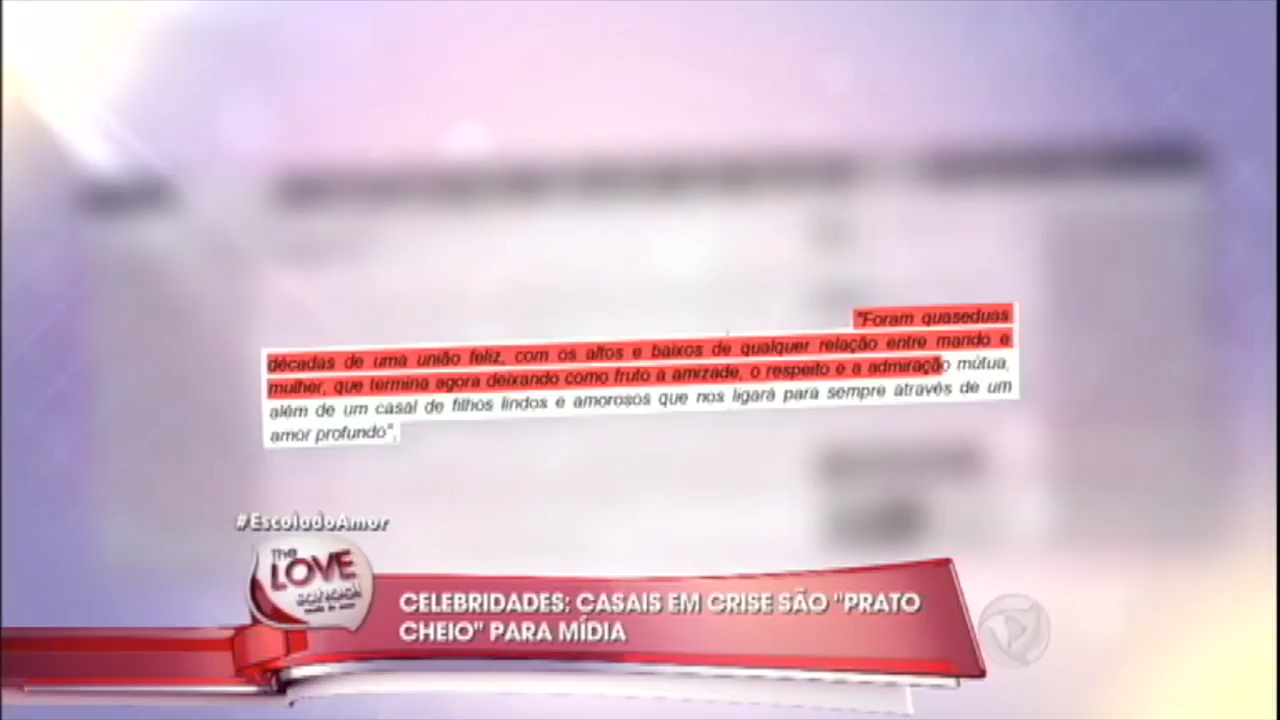 "Foram quaseduas
décadas de uma união feliz, com os altos e baixos de qualquer relação entre marido e
mulher, que termina agora deixando como fruto a amizade, o respeito e a admiração mútua,
além de um casal de filhos lindos e amorosos que nos ligará para sempre através de um
amor profundo",
#EscoladoAmor
The
LOVE
SCHOOL
CELEBRIDADES: CASAIS EM CRISE SÃO "PRATO
CHEIO" PARA MÍDIA